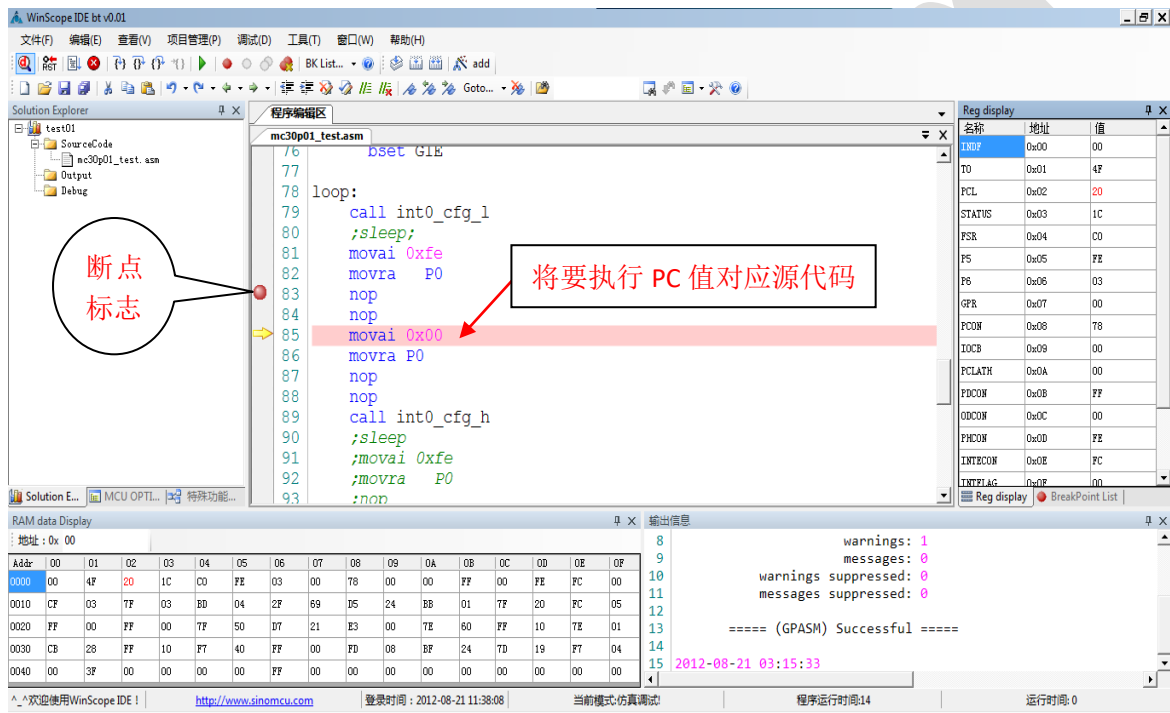 WinScope IDE bt v0.01
文件(F) 编辑(E) 查看(V) 项目管理(P) 调试(D) 工具(T) 窗口(W) 帮助(H)
RST BK List... add
Goto...
Solution Explorer
test01
SourceCode
mc30p01_test.asm
Output
Debug
断点
标志
Solution E... MCU OPTI... 特殊功能...
程序编辑区
mc30p01_test.asm
76 bset GIE
77
78 loop:
79 call int0_cfg_l
80 ;sleep;
81 movai 0xfe
82 movra P0
83 nop
84 nop
85 movai 0x00
86 movra P0
87 nop
88 nop
89 call int0_cfg_h
90 ;sleep
91 ;movai 0xfe
92 ;movra P0
93 ;nop
将要执行 PC 值对应源代码
Reg display
名称 地址 值
INDF 0x00 00
T0 0x01 4F
PCL 0x02 20
STATUS 0x03 1C
FSR 0x04 C0
P5 0x05 FE
P6 0x06 03
GPR 0x07 00
PCON 0x08 78
IOCB 0x09 00
PCLATH 0x0A 00
PDCON 0x0B FF
ODCON 0x0C 00
PHCON 0x0D FE
INTECON 0x0E FC
INTFLAG 0x0F 00
Reg display BreakPoint List
RAM data Display
地址 : 0x 00
Addr 00 01 02 03 04 05 06 07 08 09 0A 0B 0C 0D 0E 0F
0000 00 4F 20 1C C0 FE 03 00 78 00 00 FF 00 FE FC 00
0010 CF 03 7F 03 BD 04 2F 69 D5 24 BB 01 7F 20 FC 05
0020 FF 00 FF 00 7F 50 D7 21 E3 00 7E 60 FF 10 7E 01
0030 CB 28 FF 10 F7 40 FF 00 FD 08 BF 24 7D 19 F7 04
0040 00 3F 00 00 00 00 FF 00 00 00 00 00 00 00 00 00
输出信息
8 warnings: 1
9 messages: 0
10 warnings suppressed: 0
11 messages suppressed: 0
12
13 ===== (GPASM) Successful =====
14
15 2012-08-21 03:15:33
^_^欢迎使用WinScope IDE ! http://www.sinomcu.com 登录时间 : 2012-08-21 11:38:08 当前模式:仿真调试! 程序运行时间:14 运行时间: 0